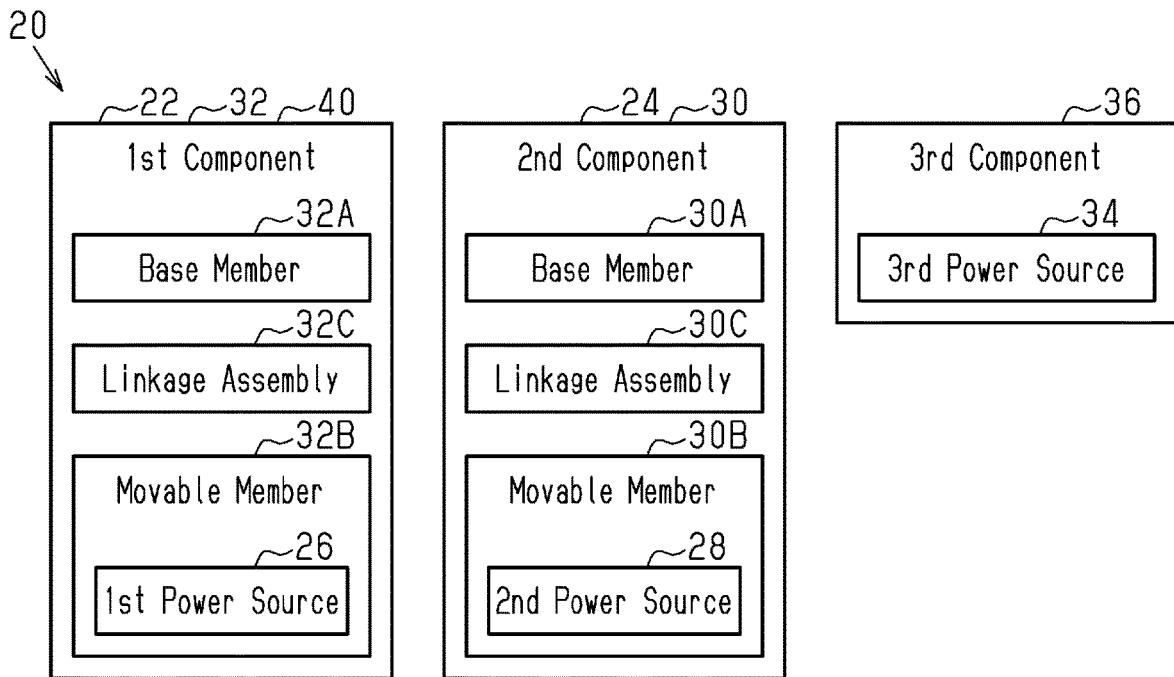 20
22 32 40
1st Component
32A
Base Member
32C
Linkage Assembly
32B
Movable Member
26
1st Power Source
24 30
2nd Component
30A
Base Member
30C
Linkage Assembly
30B
Movable Member
28
2nd Power Source
36
3rd Component
34
3rd Power Source